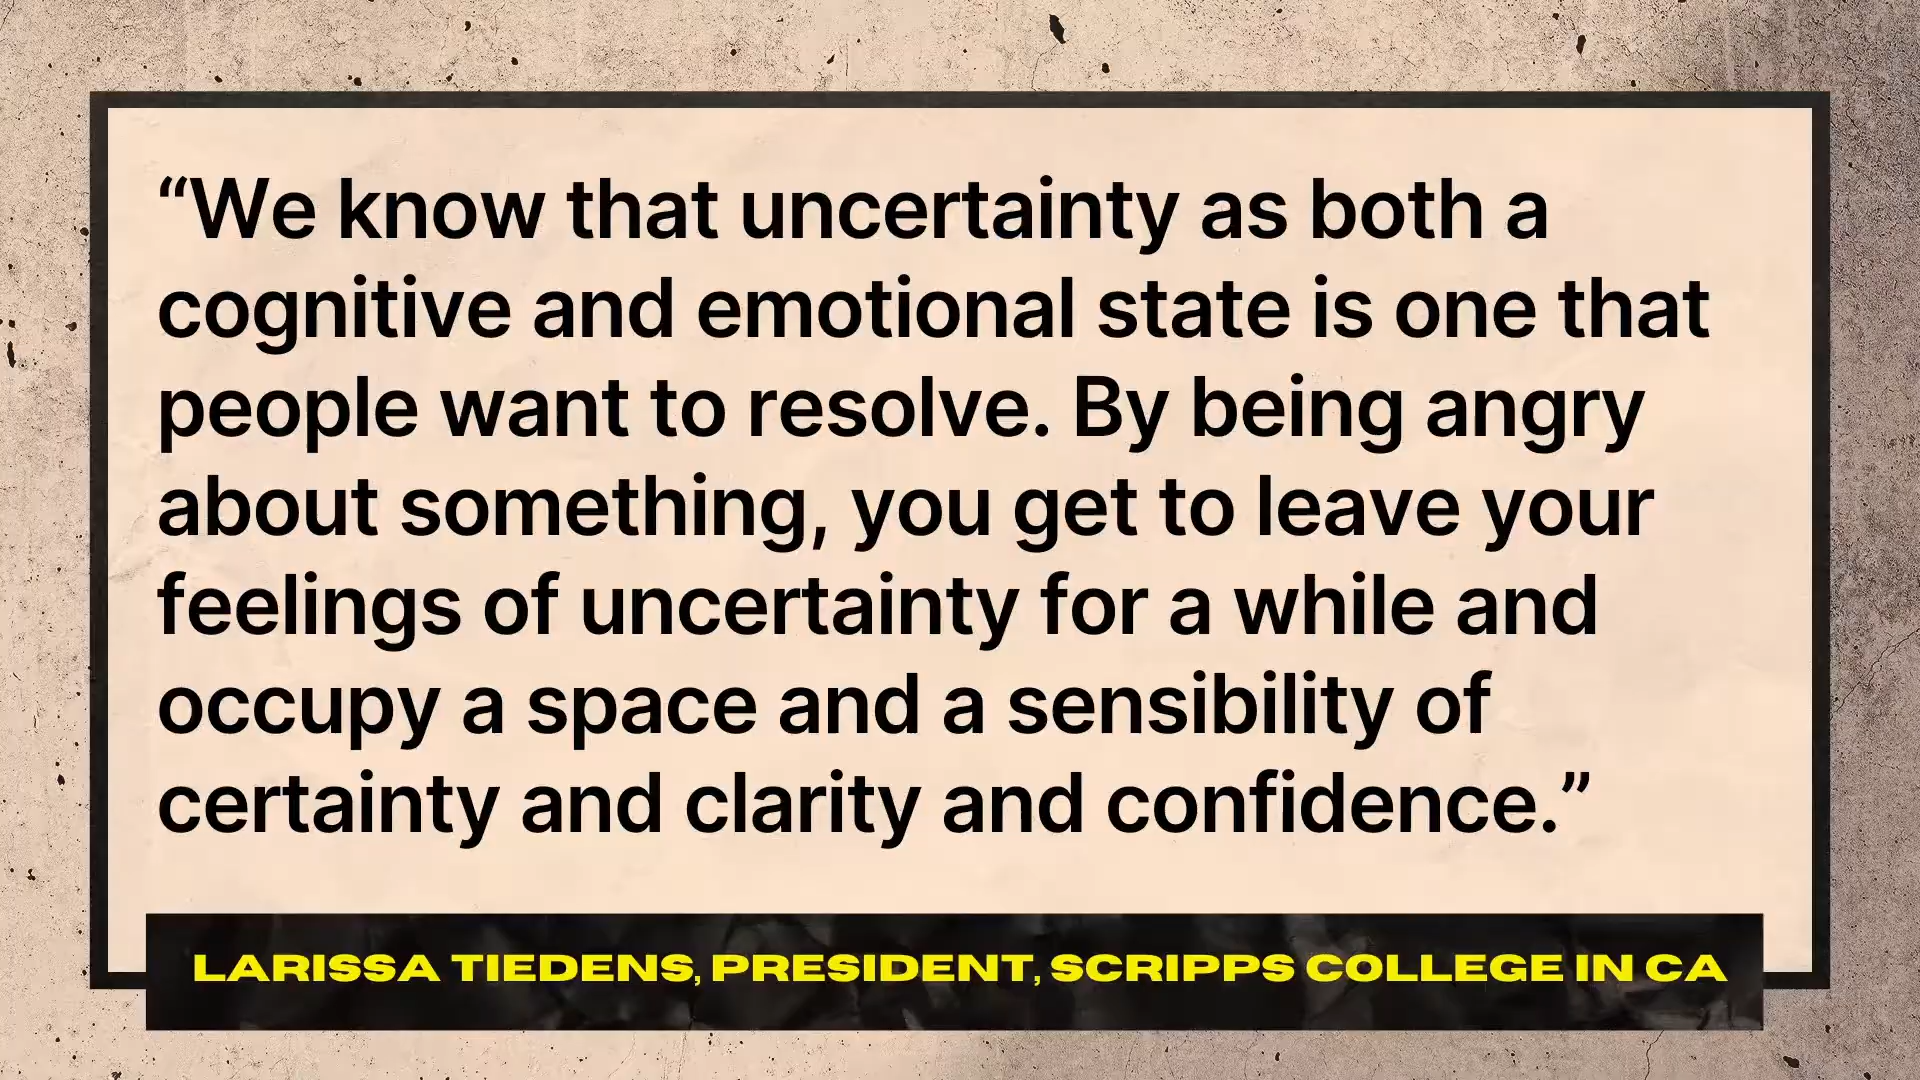 “We know that uncertainty as both a
cognitive and emotional state is one that
people want to resolve. By being angry
about something, you get to leave your
feelings of uncertainty for a while and
occupy a space and a sensibility of
certainty and clarity and confidence.”
LARISSA TIEDENS, PRESIDENT, SCRIPPS COLLEGE IN CA